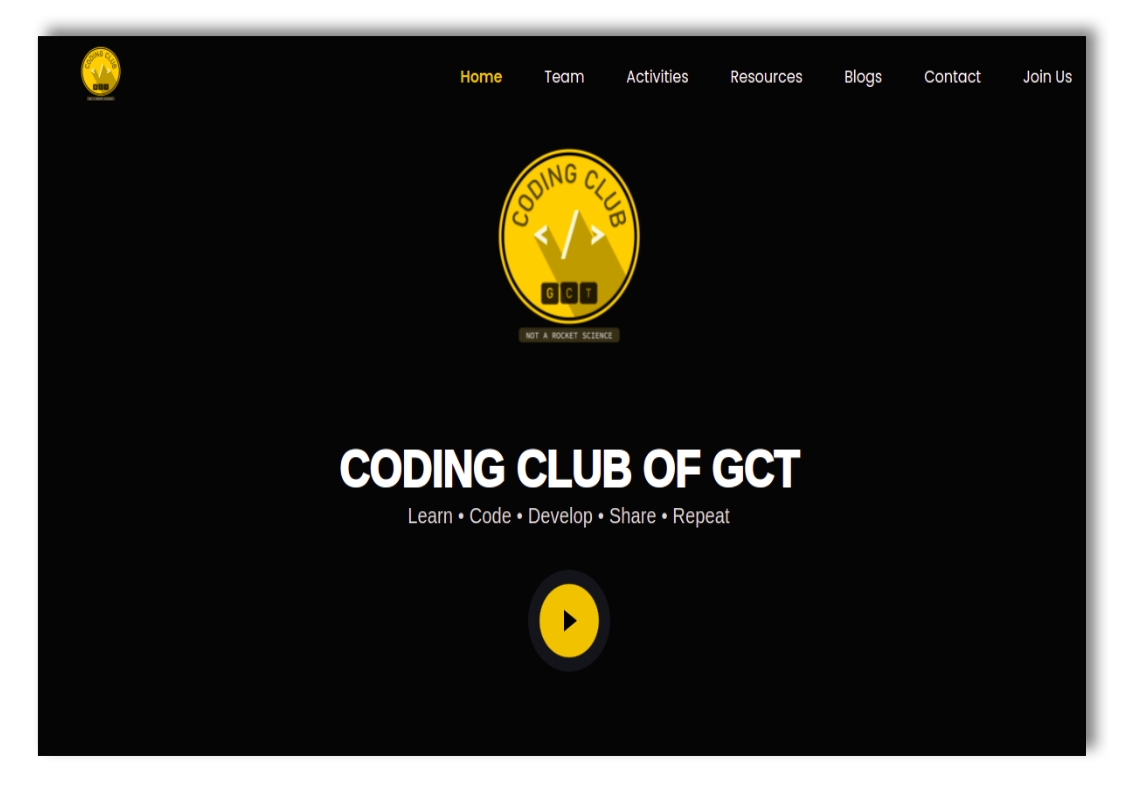 Home Team Activities Resources Blogs Contact Join Us
CODING CLUB
</>
GCT
NOT A ROCKET SCIENCE
CODING CLUB OF GCT
Learn • Code • Develop • Share • Repeat